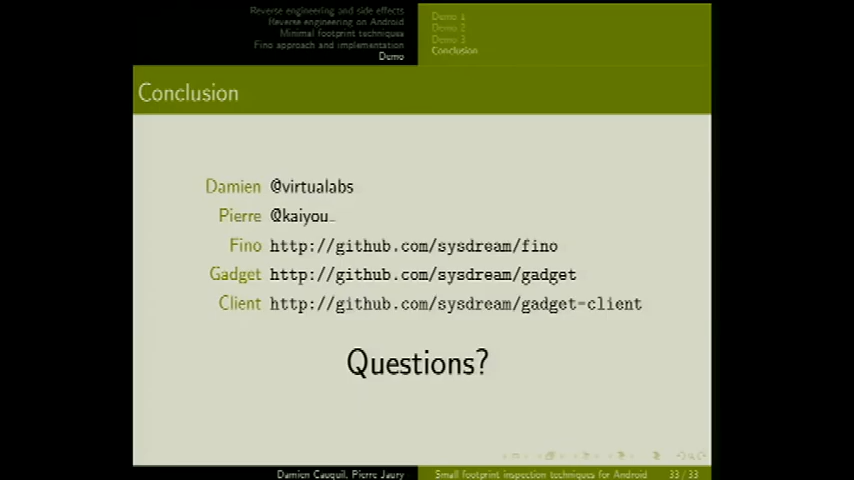 Reverse engineering and side effects
Reverse engineering on Android
Minimal footprint techniques
Fino approach and implementation
Demo
Demo 1
Demo 2
Demo 3
Conclusion
Conclusion
Damien @virtualabs
Pierre @kaiyou_
Fino http://github.com/sysdream/fino
Gadget http://github.com/sysdream/gadget
Client http://github.com/sysdream/gadget-client
Questions?
Damien Cauquil, Pierre Jaury
Small footprint inspection techniques for Android
33 / 33